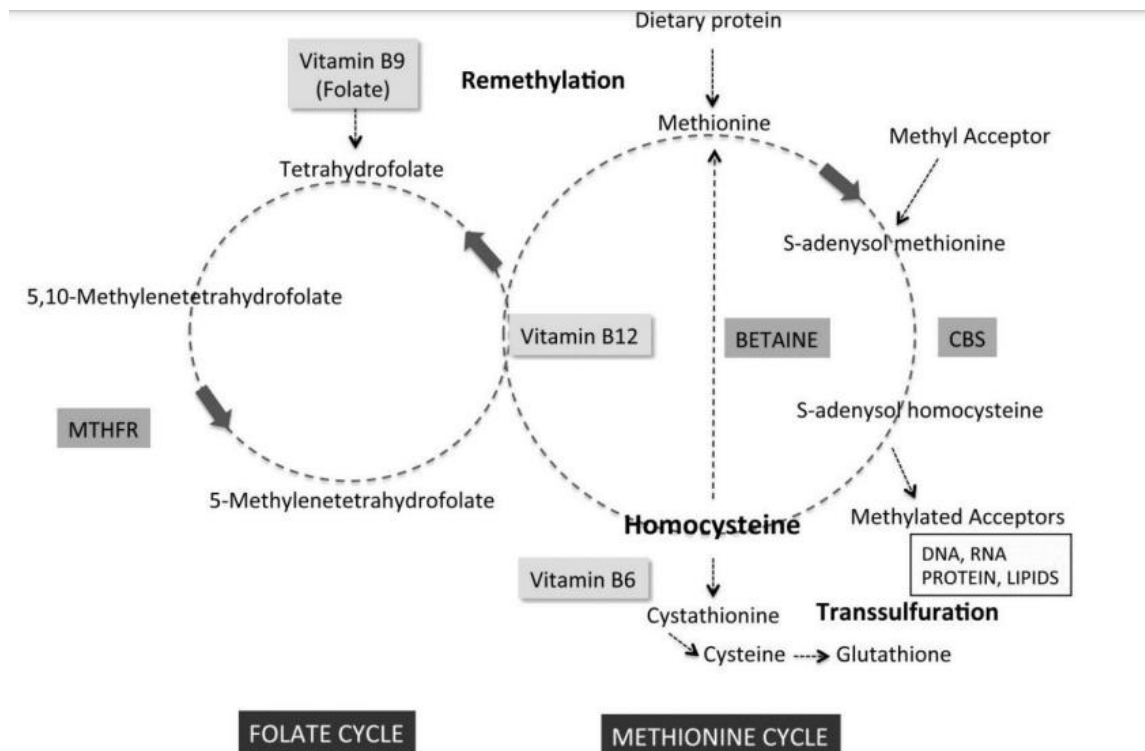 Dietary protein
Vitamin B9
(Folate)
Remethylation
Methionine
Methyl Acceptor
Tetrahydrofolate
S-adenysol methionine
5,10-Methylenetetrahydrofolate
Vitamin B12
BETAINE
CBS
S-adenysol homocysteine
MTHFR
5-Methylenetetrahydrofolate
Homocysteine
Methylated Acceptors
DNA, RNA
PROTEIN, LIPIDS
Vitamin B6
Cystathionine
Transsulfuration
Cysteine
Glutathione
FOLATE CYCLE
METHIONINE CYCLE